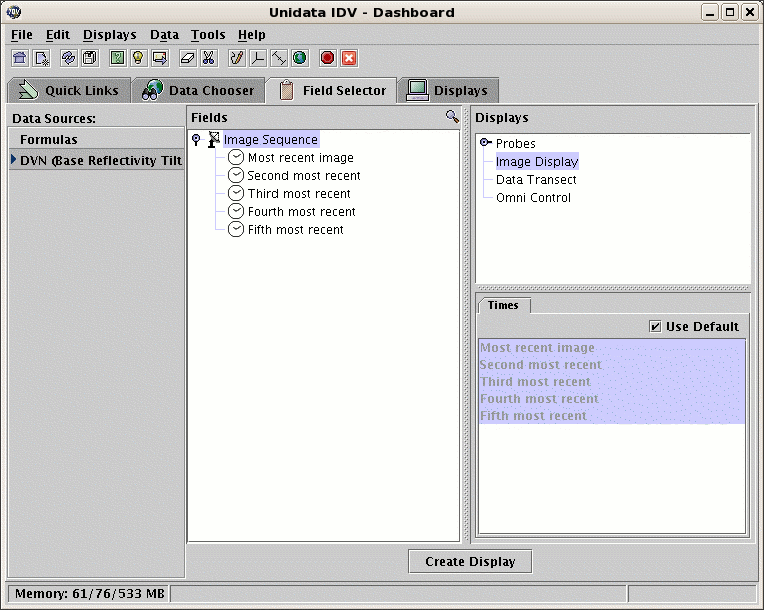 Unidata IDV - Dashboard
File Edit Displays Data Tools Help
Quick Links Data Chooser Field Selector Displays
Data Sources:
Formulas
DVN (Base Reflectivity Tilt
Fields
Image Sequence
Most recent image
Second most recent
Third most recent
Fourth most recent
Fifth most recent
Displays
Probes
Image Display
Data Transect
Omni Control
Times
Use Default
Most recent image
Second most recent
Third most recent
Fourth most recent
Fifth most recent
Create Display
Memory: 61/76/533 MB